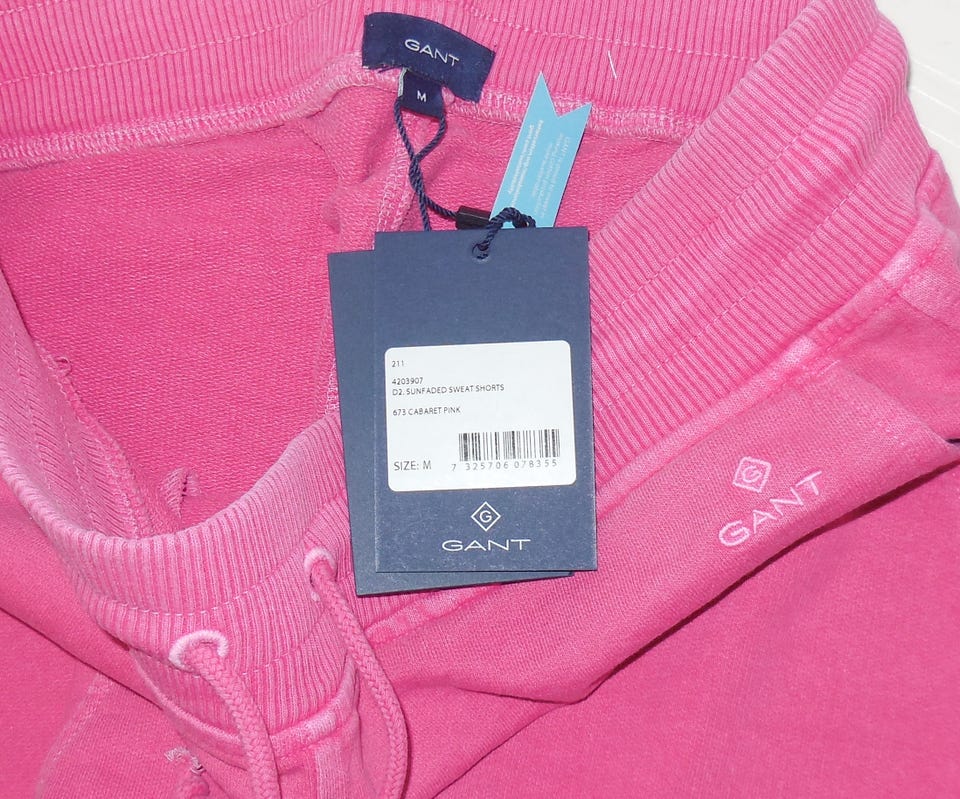 GANT
M
211
4203907
D2. SUNFADED SWEAT SHORTS
673 CABARET PINK
SIZE: M
7 325706 078355
G
GANT
G
GANT